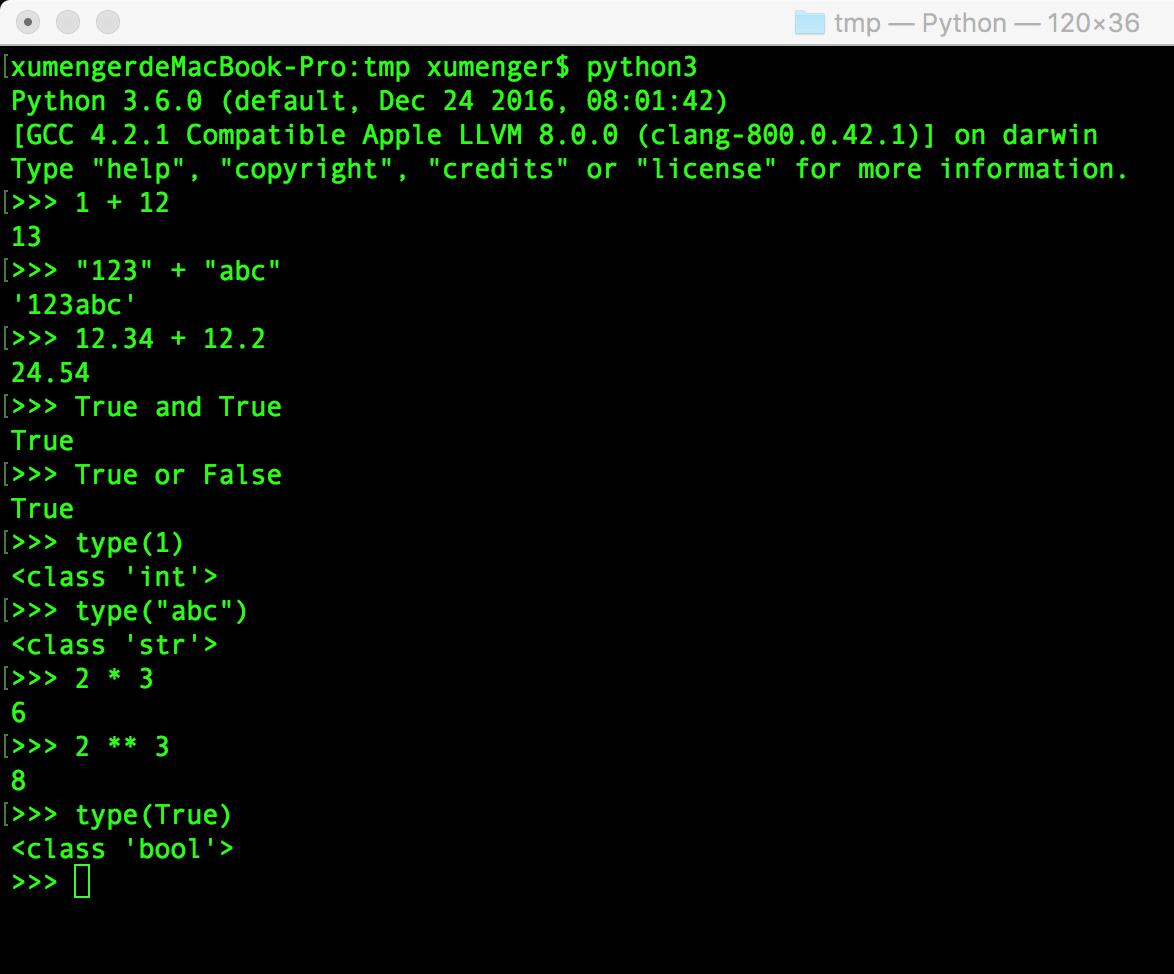 tmp — Python — 120×36
[xumengerdeMacBook-Pro:tmp xumenger$ python3
Python 3.6.0 (default, Dec 24 2016, 08:01:42)
[GCC 4.2.1 Compatible Apple LLVM 8.0.0 (clang-800.0.42.1)] on darwin
Type "help", "copyright", "credits" or "license" for more information.
[>>> 1 + 12
13
[>>> "123" + "abc"
'123abc'
[>>> 12.34 + 12.2
24.54
[>>> True and True
True
[>>> True or False
True
[>>> type(1)
<class 'int'>
[>>> type("abc")
<class 'str'>
[>>> 2 * 3
6
[>>> 2 ** 3
8
[>>> type(True)
<class 'bool'>
>>>